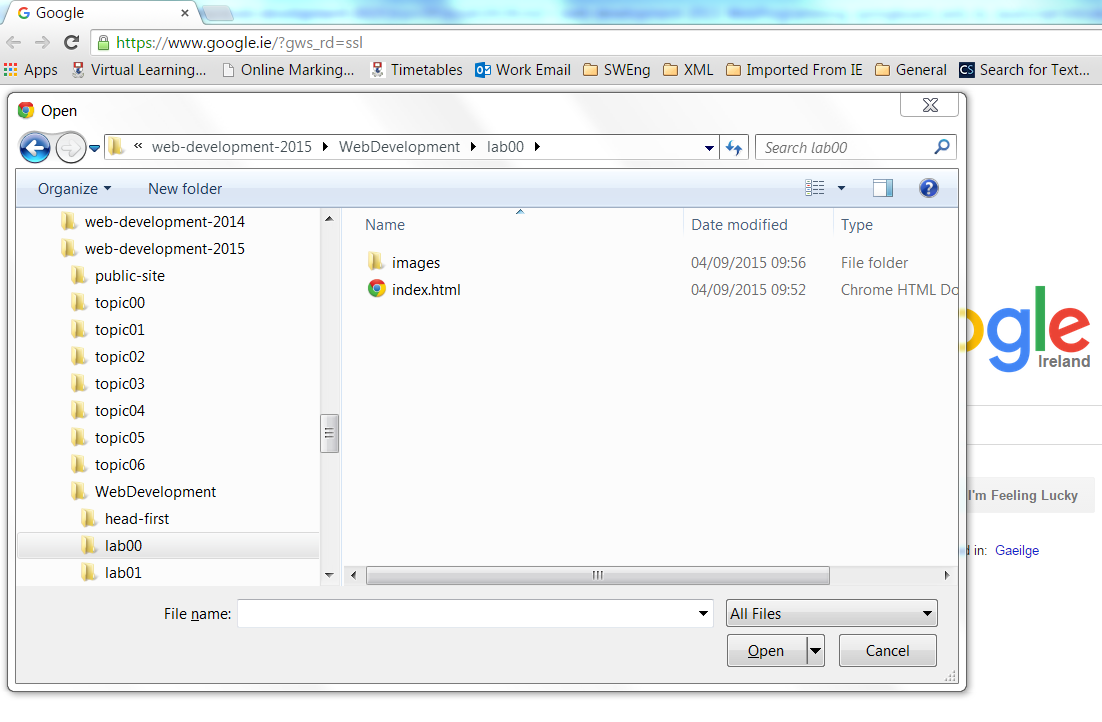 Google
https://www.google.ie/?gws_rd=ssl
Apps Virtual Learning... Online Marking... Timetables Work Email SWEng XML Imported From IE General CS Search for Text...
Open
« web-development-2015 WebDevelopment lab00 Search lab00
Organize New folder
web-development-2014
web-development-2015
public-site
topic00
topic01
topic02
topic03
topic04
topic05
topic06
WebDevelopment
head-first
lab00
lab01
Name Date modified Type
images 04/09/2015 09:56 File folder
index.html 04/09/2015 09:52 Chrome HTML Do
ogle
Ireland
I'm Feeling Lucky
d in: Gaeilge
File name: All Files
Open Cancel